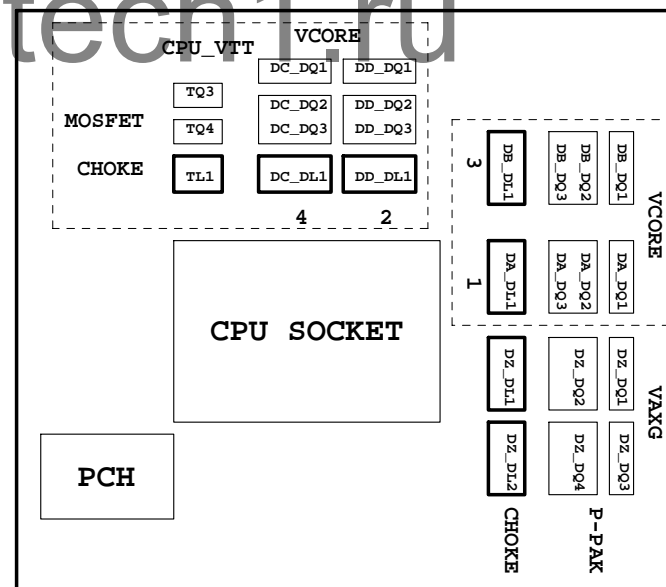 tech1.ru
CPU_VTT
VCORE
DC_DQ1
DD_DQ1
TQ3
DC_DQ2
DC_DQ3
DD_DQ2
DD_DQ3
MOSFET
TQ4
CHOKE
TL1
DC_DL1
DD_DL1
4
2
3
DB_DL1
DB_DQ2
DB_DQ3
DB_DQ1
VCORE
1
DA_DL1
DA_DQ2
DA_DQ3
DA_DQ1
CPU SOCKET
DZ_DL1
DZ_DQ2
DZ_DQ1
VAXG
DZ_DL2
DZ_DQ4
DZ_DQ3
PCH
CHOKE
P-PAK